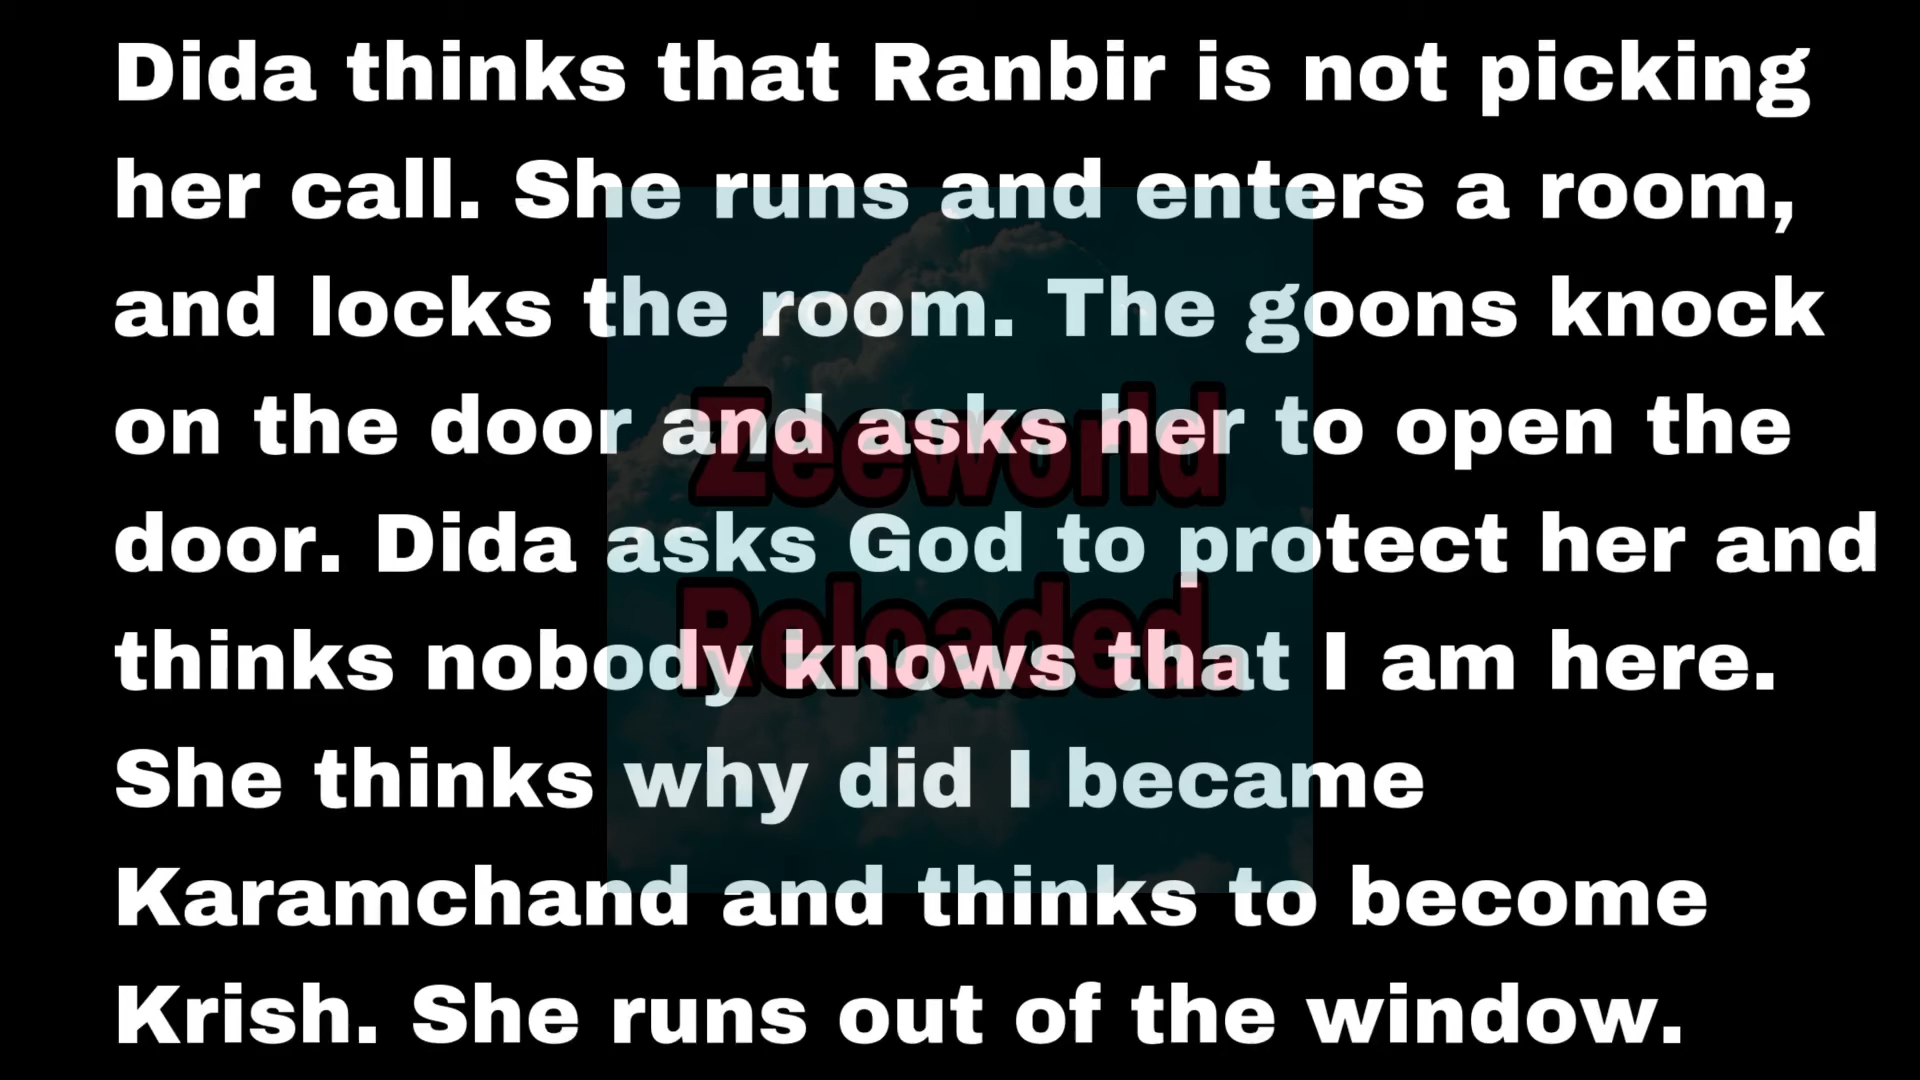 Dida thinks that Ranbir is not picking
her call. She runs and enters a room,
and locks the room. The goons knock
on the door and asks her to open the
door. Dida asks God to protect her and
thinks nobody knows that I am here.
She thinks why did I became
Karamchand and thinks to become
Krish. She runs out of the window.
Zeeworld
Reloaded.